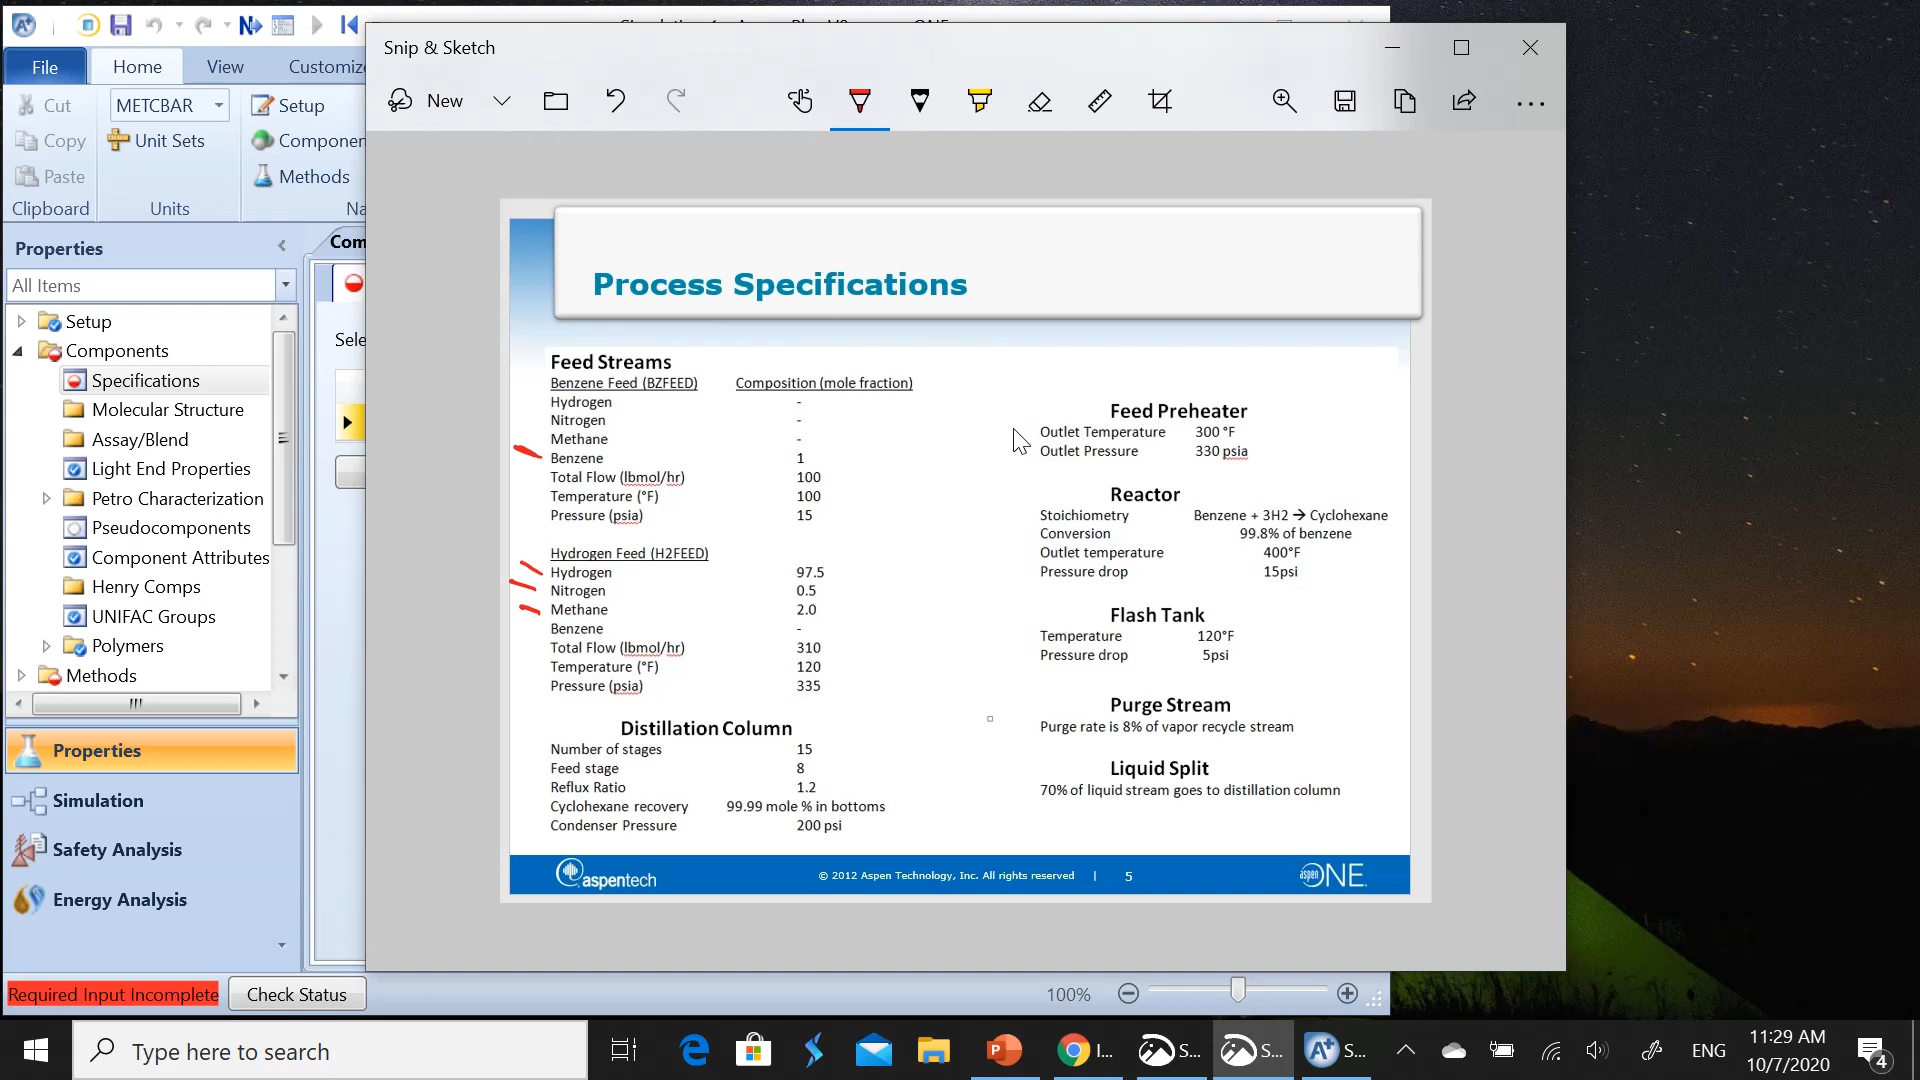 Snip & Sketch
File
Home
View
Customize
New
Cut
METCBAR
Setup
Copy
Unit Sets
Componen
Paste
Methods
Clipboard
Units
Na
Properties
Com
All Items
Sele
Setup
Components
Specifications
Molecular Structure
Assay/Blend
Light End Properties
Petro Characterization
Pseudocomponents
Component Attributes
Henry Comps
UNIFAC Groups
Polymers
Methods
Properties
Simulation
Safety Analysis
Energy Analysis
Process Specifications
Feed Streams
Benzene Feed (BZFEED) Composition (mole fraction)
Hydrogen -
Nitrogen -
Methane -
Benzene 1
Total Flow (lbmol/hr) 100
Temperature (°F) 100
Pressure (psia) 15
Hydrogen Feed (H2FEED)
Hydrogen 97.5
Nitrogen 0.5
Methane 2.0
Benzene -
Total Flow (lbmol/hr) 310
Temperature (°F) 120
Pressure (psia) 335
Distillation Column
Number of stages 15
Feed stage 8
Reflux Ratio 1.2
Cyclohexane recovery 99.99 mole % in bottoms
Condenser Pressure 200 psi
Feed Preheater
Outlet Temperature 300 °F
Outlet Pressure 330 psia
Reactor
Stoichiometry Benzene + 3H2 → Cyclohexane
Conversion 99.8% of benzene
Outlet temperature 400°F
Pressure drop 15psi
Flash Tank
Temperature 120°F
Pressure drop 5psi
Purge Stream
Purge rate is 8% of vapor recycle stream
Liquid Split
70% of liquid stream goes to distillation column
aspentech
© 2012 Aspen Technology, Inc. All rights reserved | 5
aspen ONE
Required Input Incomplete
Check Status
100%
Type here to search
I...
S...
S...
S...
ENG
11:29 AM
10/7/2020
4